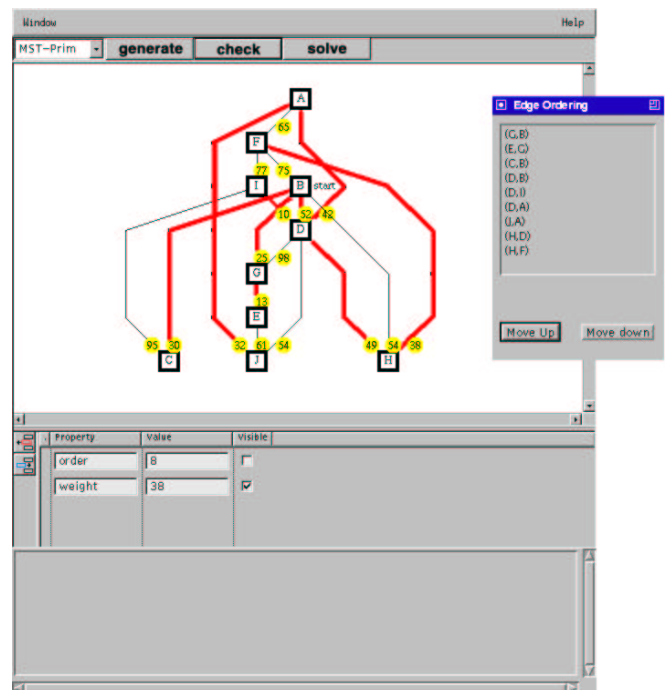 Window Help
MST-Prim generate check solve
A
65
F
77 75
I B start
10 52 42
D
25 98
G
13
E
95 30 32 61 54 49 54 38
C J H
Edge Ordering
(G,B)
(E,G)
(C,B)
(D,B)
(D,I)
(D,A)
(J,A)
(H,D)
(H,F)
Move Up Move down
Property Value Visible
order 8
weight 38